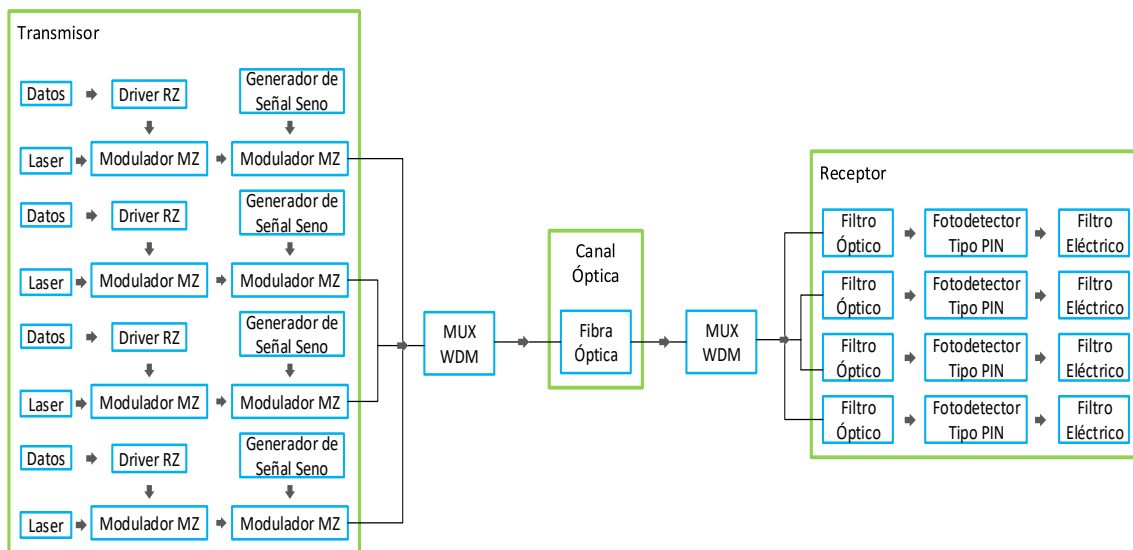 Transmisor
Datos
Driver RZ
Generador de
Señal Seno
Laser
Modulador MZ
Modulador MZ
Datos
Driver RZ
Generador de
Señal Seno
Laser
Modulador MZ
Modulador MZ
Datos
Driver RZ
Generador de
Señal Seno
Laser
Modulador MZ
Modulador MZ
Datos
Driver RZ
Generador de
Señal Seno
Laser
Modulador MZ
Modulador MZ
MUX
WDM
Canal
Óptica
Fibra
Óptica
MUX
WDM
Receptor
Filtro
Óptico
Fotodetector
Tipo PIN
Filtro
Eléctrico
Filtro
Óptico
Fotodetector
Tipo PIN
Filtro
Eléctrico
Filtro
Óptico
Fotodetector
Tipo PIN
Filtro
Eléctrico
Filtro
Óptico
Fotodetector
Tipo PIN
Filtro
Eléctrico